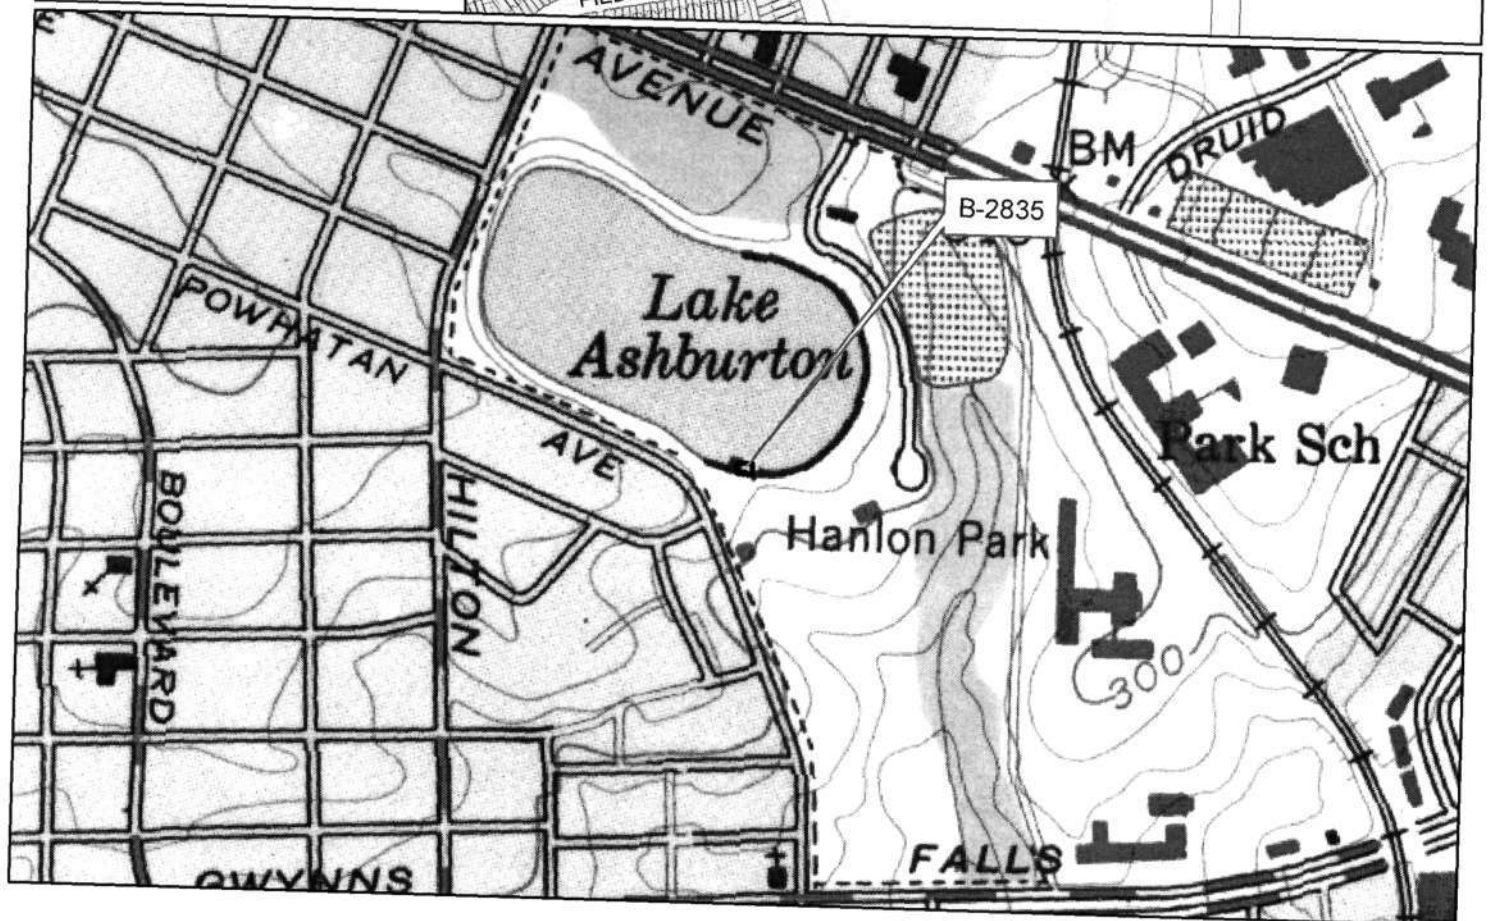 AVENUE
BM
DRUID
B-2835
Lake
Ashburton
POWHATAN
AVE
Park Sch
Hanlon Park
BOULEVARD
HILTON
300
FALLS
GWYNNS